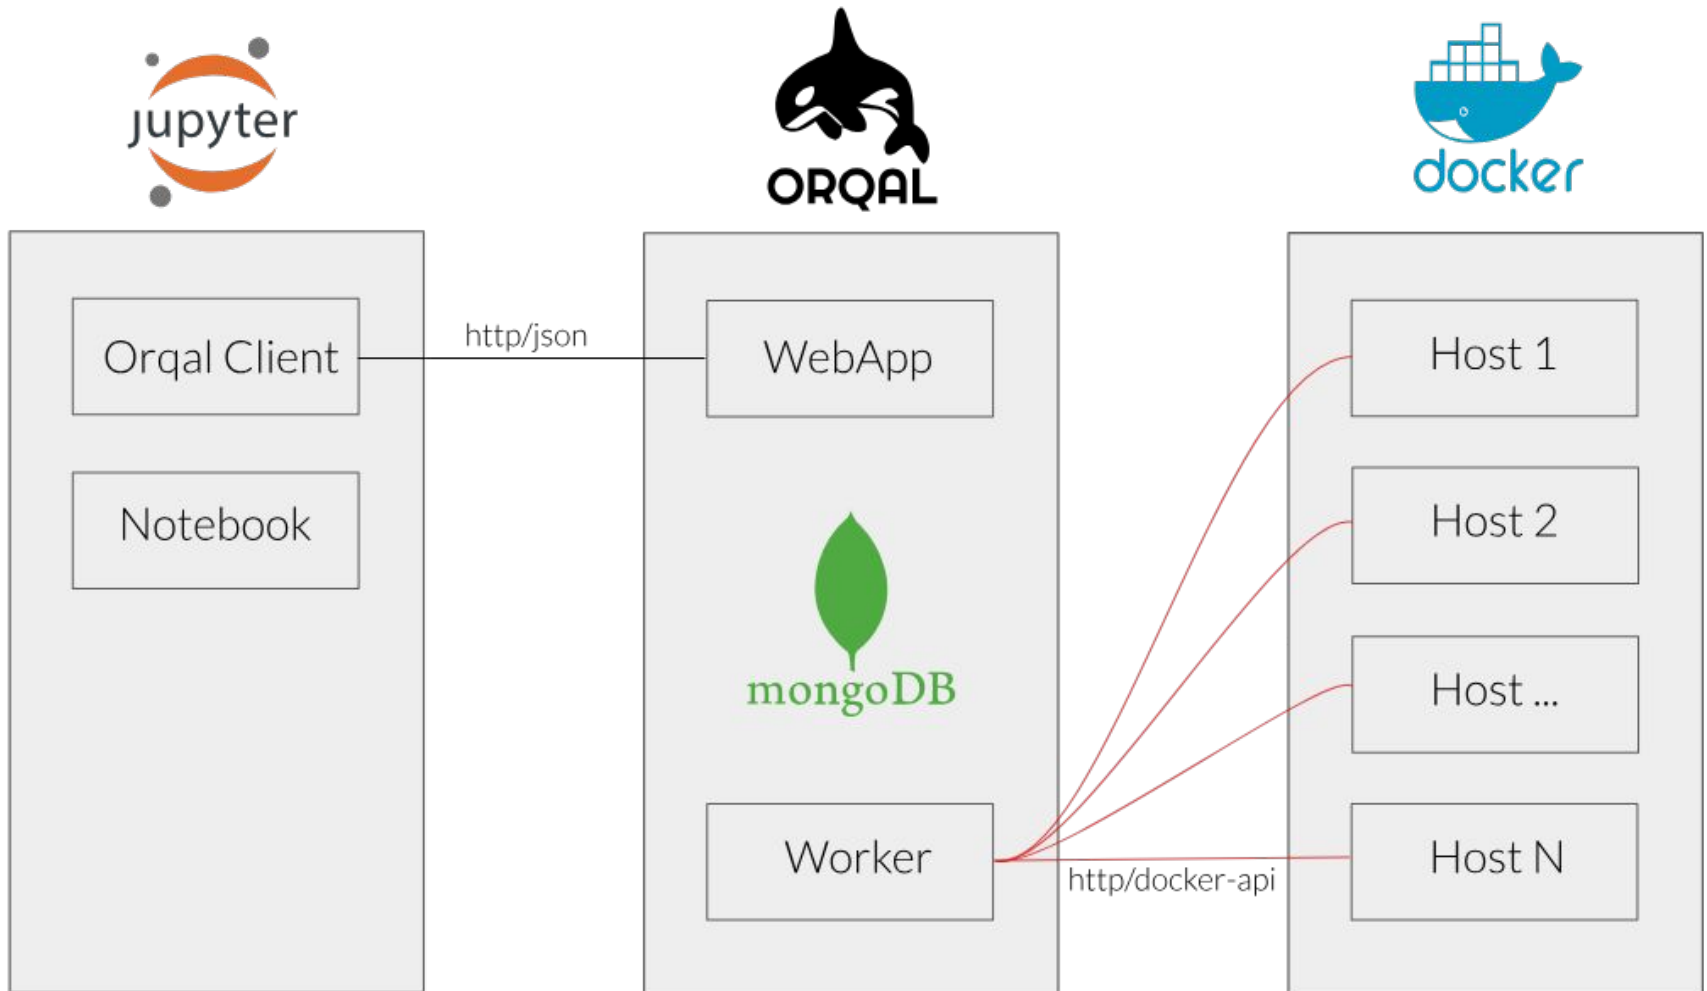 jupyter
ORQAL
docker
Orqal Client
http/json
WebApp
Host 1
Notebook
Host 2
mongoDB
Host ...
Worker
http/docker-api
Host N